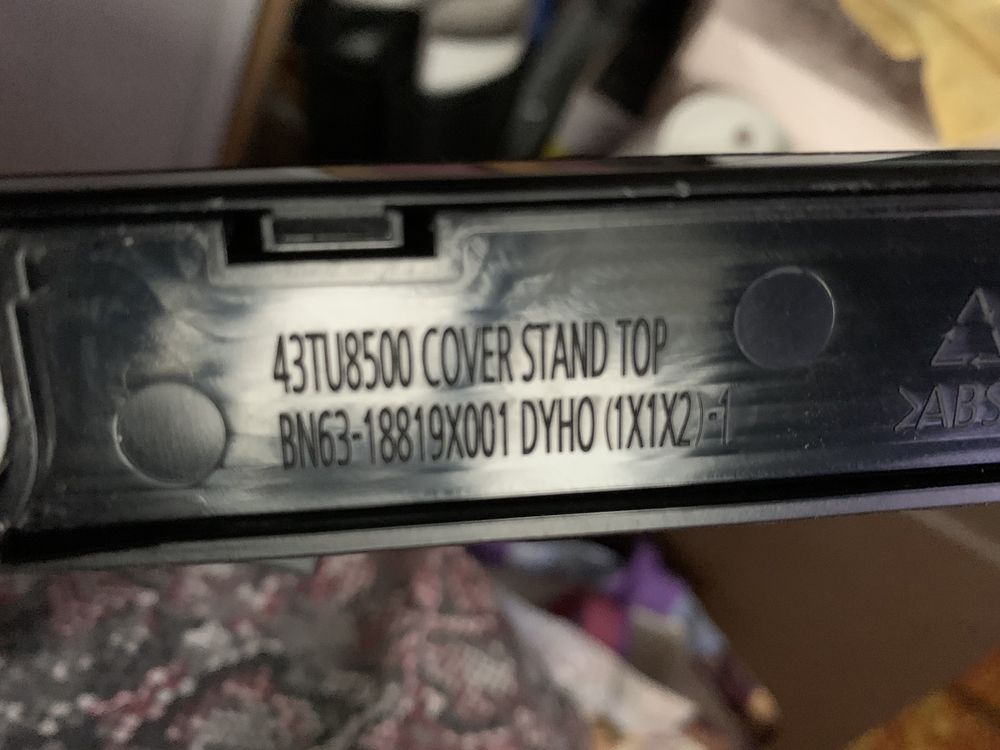 43TU8500 COVER STAND TOP
BN63-18819X001 DYHO (1X1X2)-1
>ABS